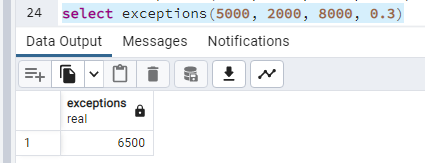 24 select exceptions(5000, 2000, 8000, 0.3)
Data Output Messages Notifications
exceptions
real
1 6500